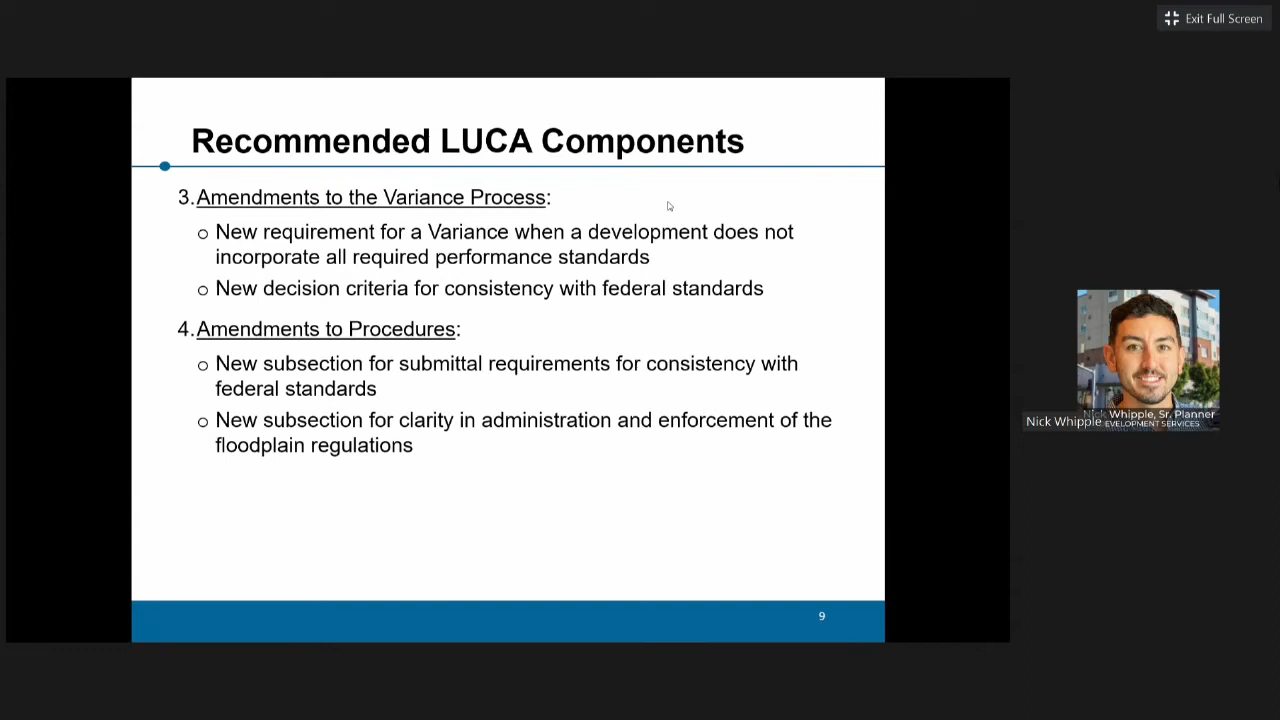 Exit Full Screen
Recommended LUCA Components
3. Amendments to the Variance Process:
o New requirement for a Variance when a development does not
incorporate all required performance standards
o New decision criteria for consistency with federal standards
4. Amendments to Procedures:
o New subsection for submittal requirements for consistency with
federal standards
o New subsection for clarity in administration and enforcement of the
floodplain regulations
9
Nick Whipple, Sr. Planner
Nick Whipple
EVELOPMENT SERVICES